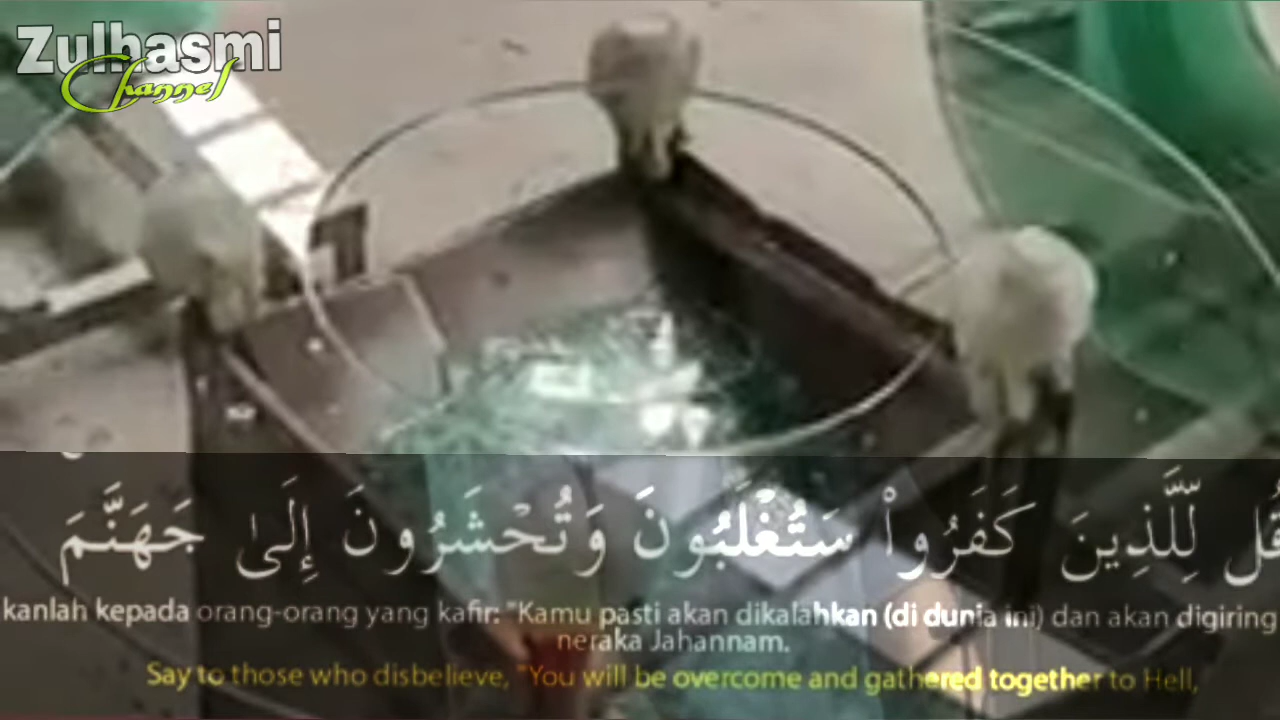 Zulhasmi
Channel
قُل لِّلَّذِينَ كَفَرُوا۟ سَتُغْلَبُونَ وَتُحْشَرُونَ إِلَىٰ جَهَنَّمَ
kanlah kepada orang-orang yang kafir: "Kamu pasti akan dikalahkan (di dunia ini) dan akan digiring
neraka Jahannam.
Say to those who disbelieve, "You will be overcome and gathered together to Hell,